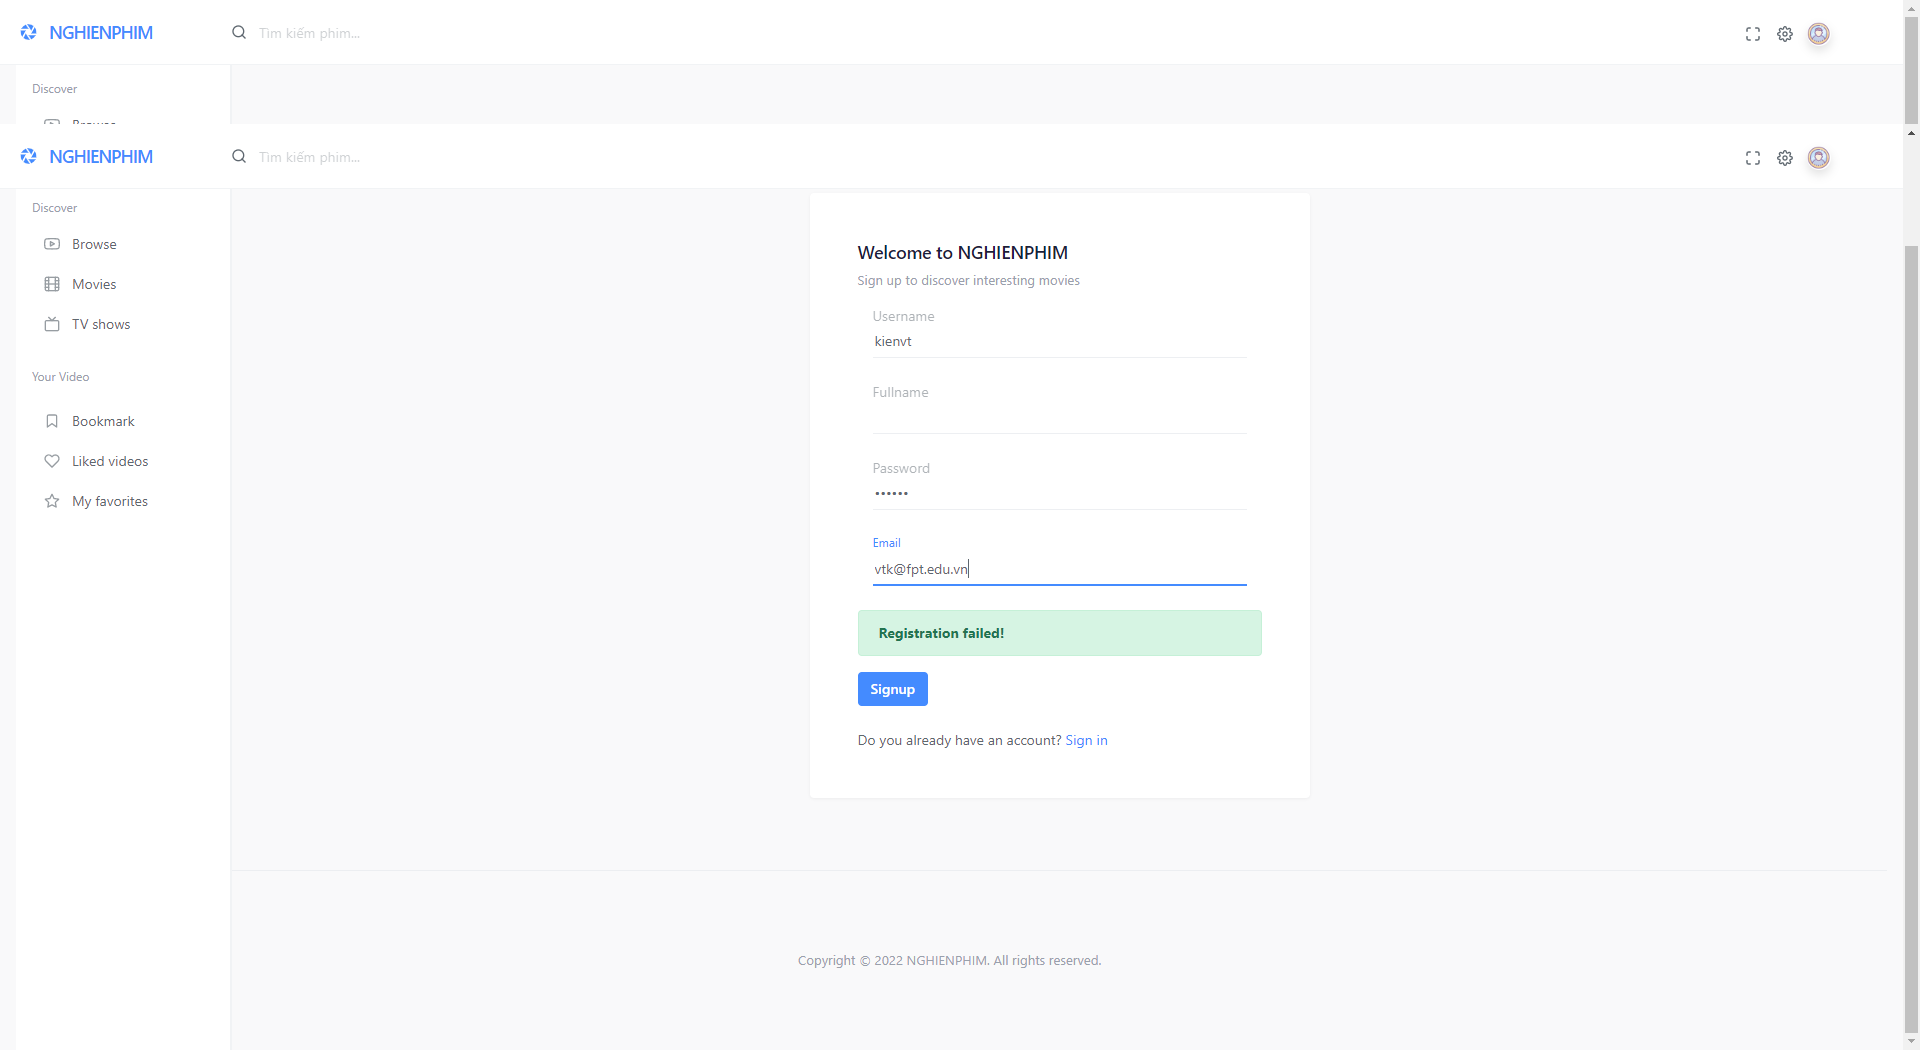 NGHIENPHIM
Tìm kiếm phim...
Discover
NGHIENPHIM
Tìm kiếm phim...
Discover
Browse
Movies
TV shows
Your Video
Bookmark
Liked videos
My favorites
Welcome to NGHIENPHIM
Sign up to discover interesting movies
Username
kienvt
Fullname
Password
••••••
Email
vtk@fpt.edu.vn
Registration failed!
Signup
Do you already have an account? Sign in
Copyright © 2022 NGHIENPHIM. All rights reserved.